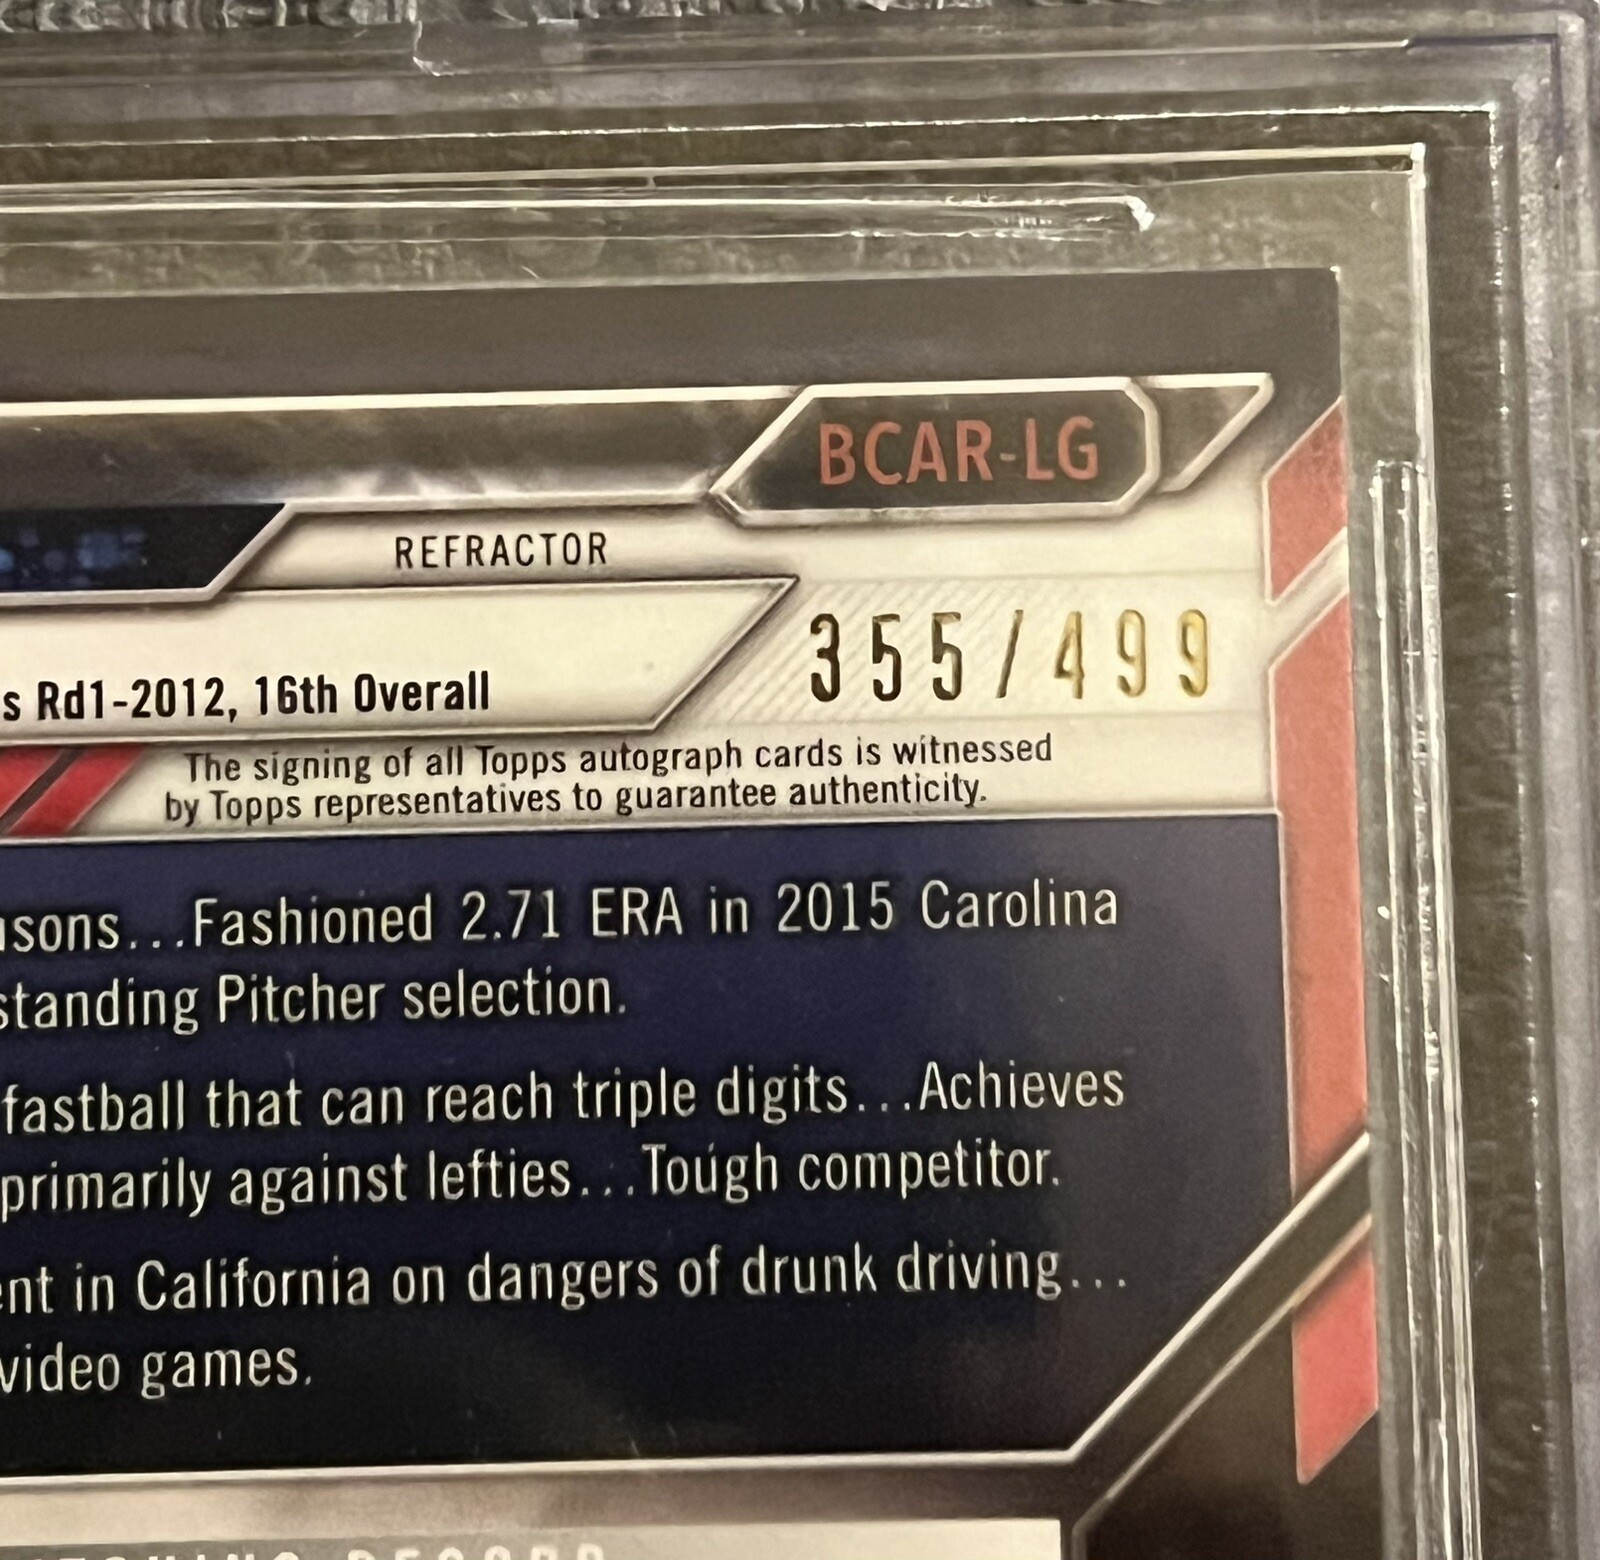 BCAR-LG
REFRACTOR
355/499
s Rd1-2012, 16th Overall
The signing of all Topps autograph cards is witnessed
by Topps representatives to guarantee authenticity.
sons...Fashioned 2.71 ERA in 2015 Carolina
standing Pitcher selection.
fastball that can reach triple digits...Achieves
primarily against lefties...Tough competitor.
nt in California on dangers of drunk driving...
video games.